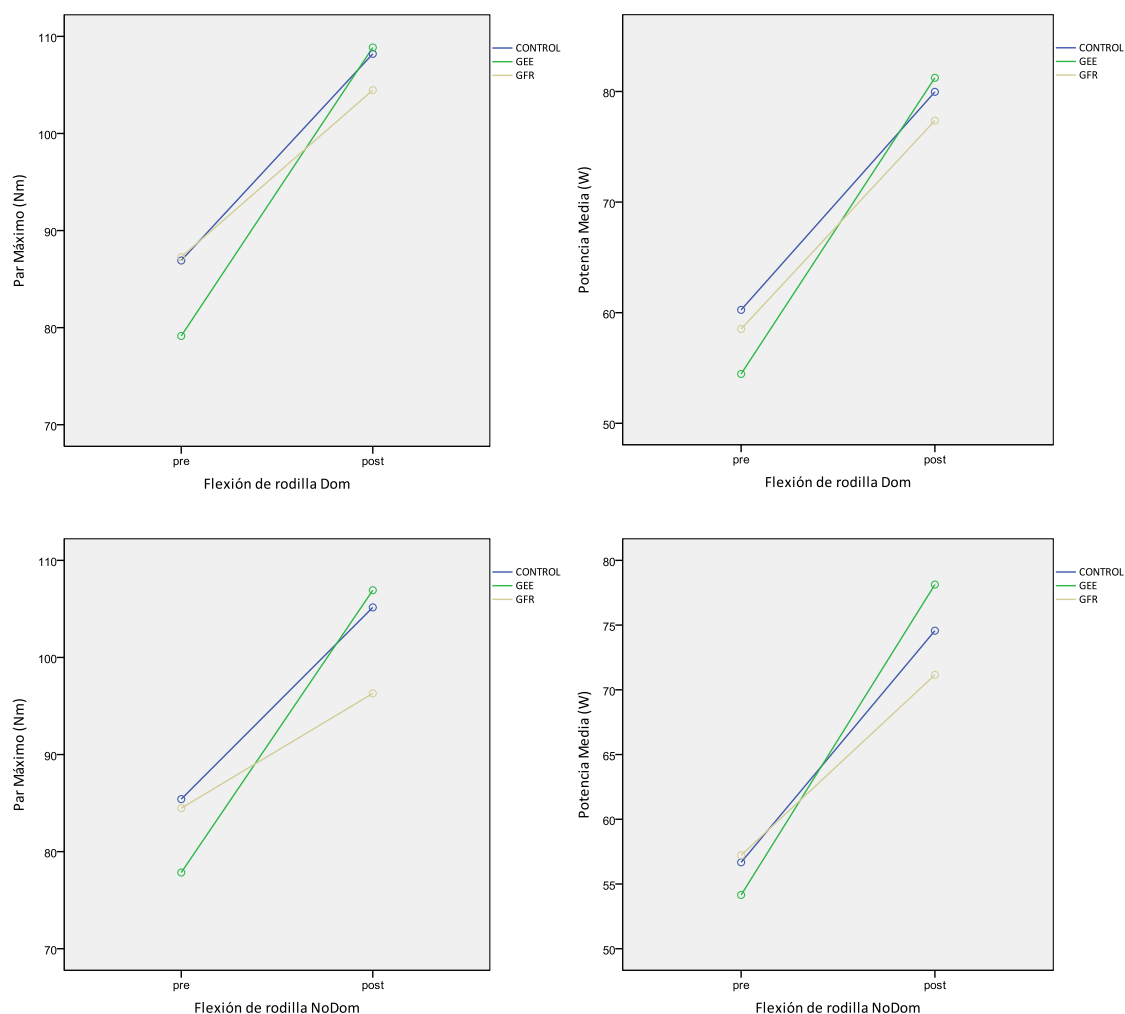 110
100
90
80
70
Par Máximo (Nm)
pre
post
Flexión de rodilla Dom
CONTROL
GEE
GFR
80
70
60
50
Potencia Media (W)
pre
post
Flexión de rodilla Dom
CONTROL
GEE
GFR
110
100
90
80
70
Par Máximo (Nm)
pre
post
Flexión de rodilla NoDom
CONTROL
GEE
GFR
80
75
70
65
60
55
50
Potencia Media (W)
pre
post
Flexión de rodilla NoDom
CONTROL
GEE
GFR